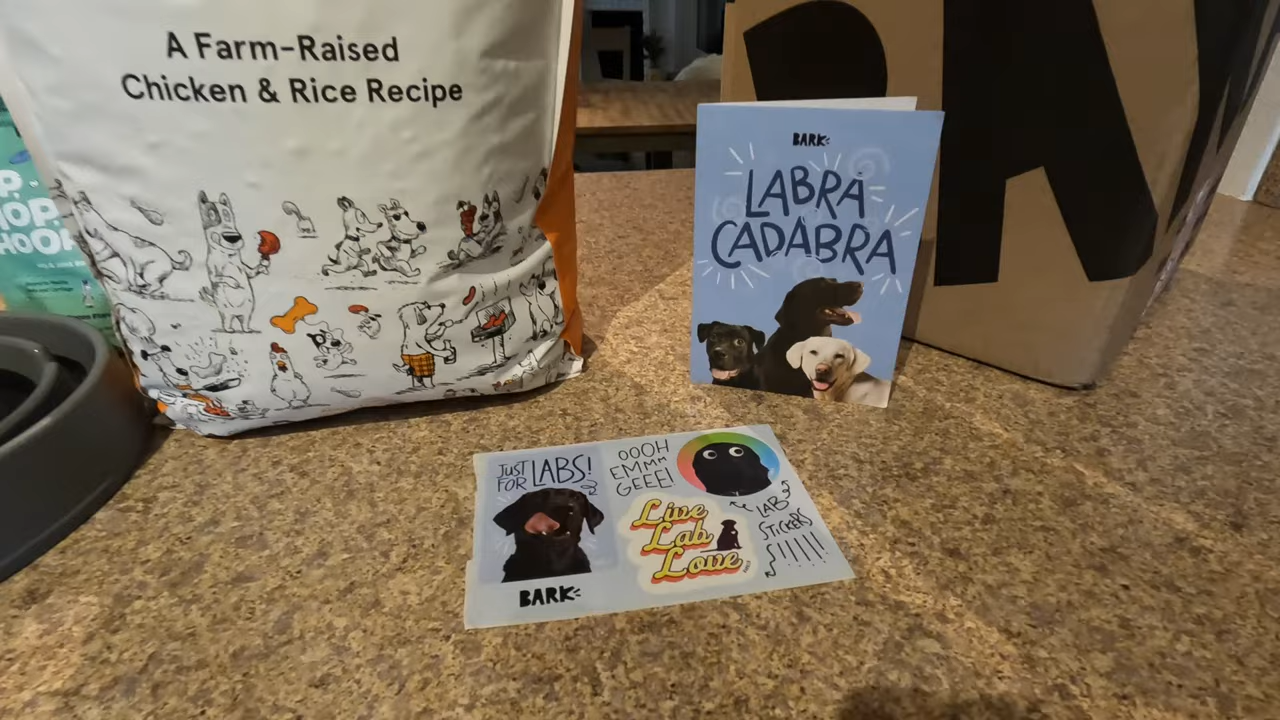 A Farm-Raised
Chicken & Rice Recipe
BARK
LABRA
CADABRA
JUST
FOR LABS!
OOOH
EMMM
GEEE!
Live
Lab
Love
LAB
STICKERS
!!!!!
BARK